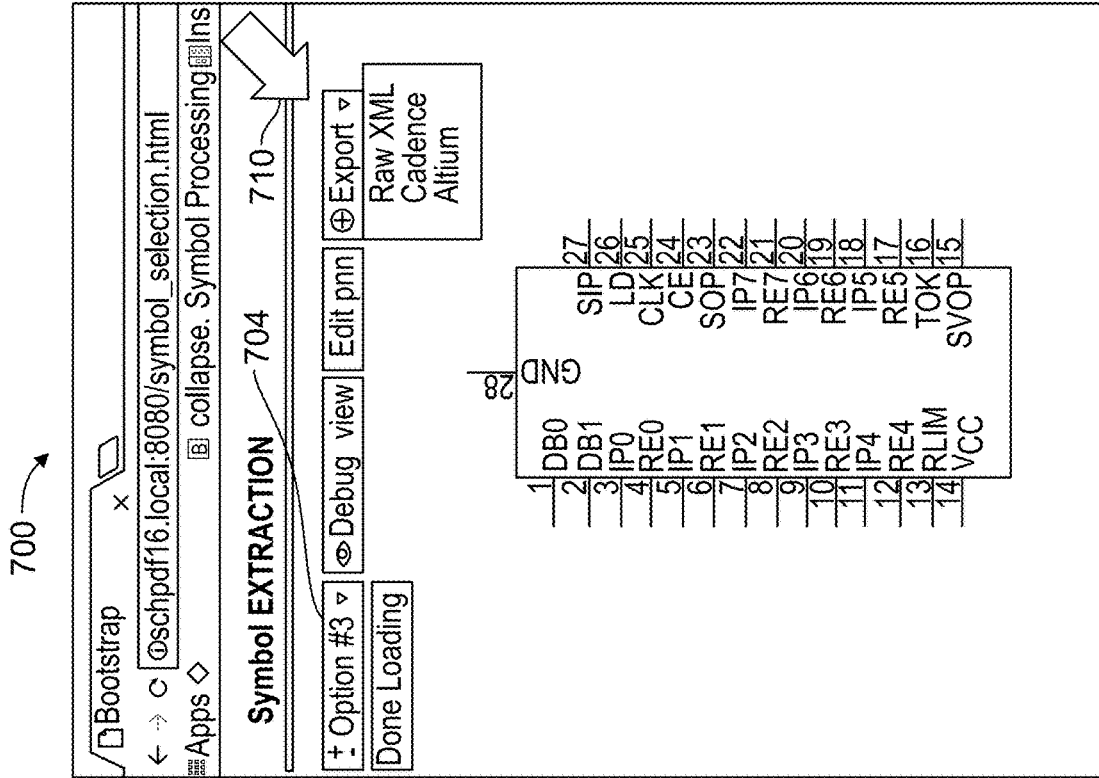 700
Bootstrap
×
schpdf16.local:8080/symbol_selection.html
Apps
B collapse. Symbol Processing Ins
Symbol EXTRACTION
704
710
Option #3
Debug view
Edit pnn
Export
Done Loading
Raw XML
Cadence
Altium
28
GND
1 DB0
2 DB1
3 IP0
4 RE0
5 IP1
6 RE1
7 IP2
8 RE2
9 IP3
10 RE3
11 IP4
12 RE4
13 RLIM
14 VCC
SIP 27
LD 26
CLK 25
CE 24
SOP 23
IP7 22
RE7 21
IP6 20
RE6 19
IP5 18
RE5 17
TOK 16
SVOP 15